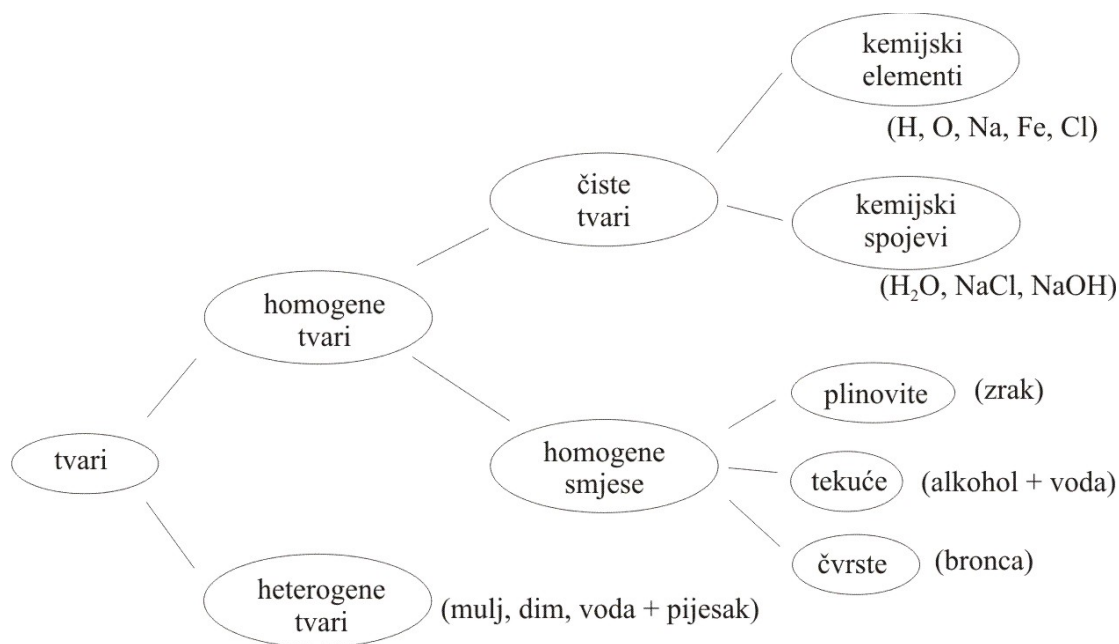 kemijski
elementi
(H, O, Na, Fe, Cl)
čiste
tvari
kemijski
spojevi
(H₂O, NaCl, NaOH)
homogene
tvari
plinovite (zrak)
tvari
homogene
smjese
tekuće (alkohol + voda)
čvrste (bronca)
heterogene
tvari
(mulj, dim, voda + pijesak)